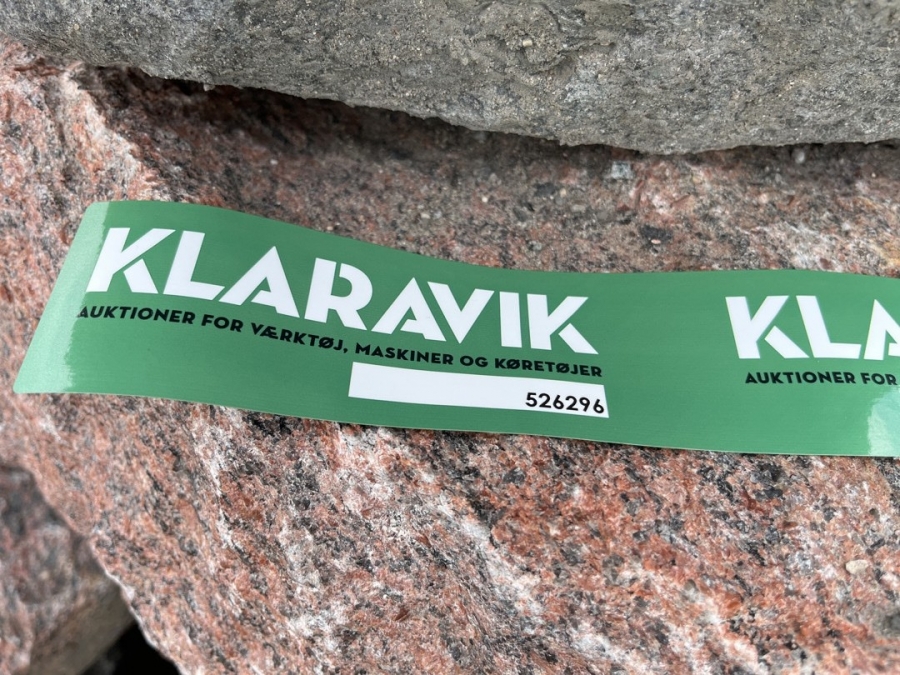 KLARAVIK
AUKTIONER FOR VÆRKTØJ, MASKINER OG KØRETØJER
526296
KLA
AUKTIONER FOR